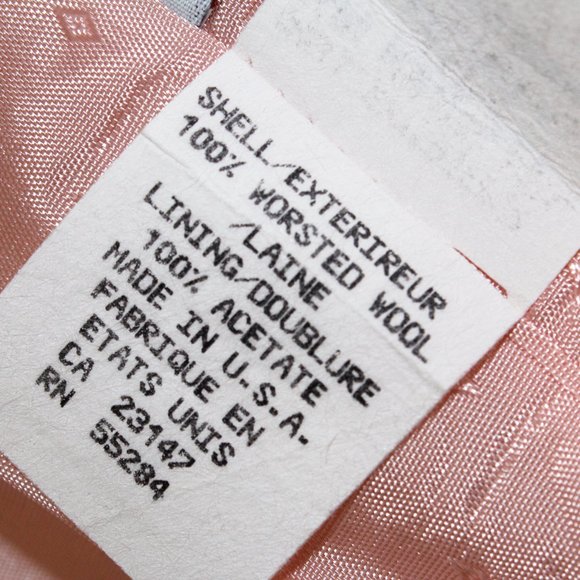 SHELL/EXTERIREUR
100% WORSTED WOOL
/LAINE
LINING/DOUBLURE
100% ACETATE
MADE IN U.S.A.
FABRIQUE EN
ETATS UNIS
CA 23147
RN 55284